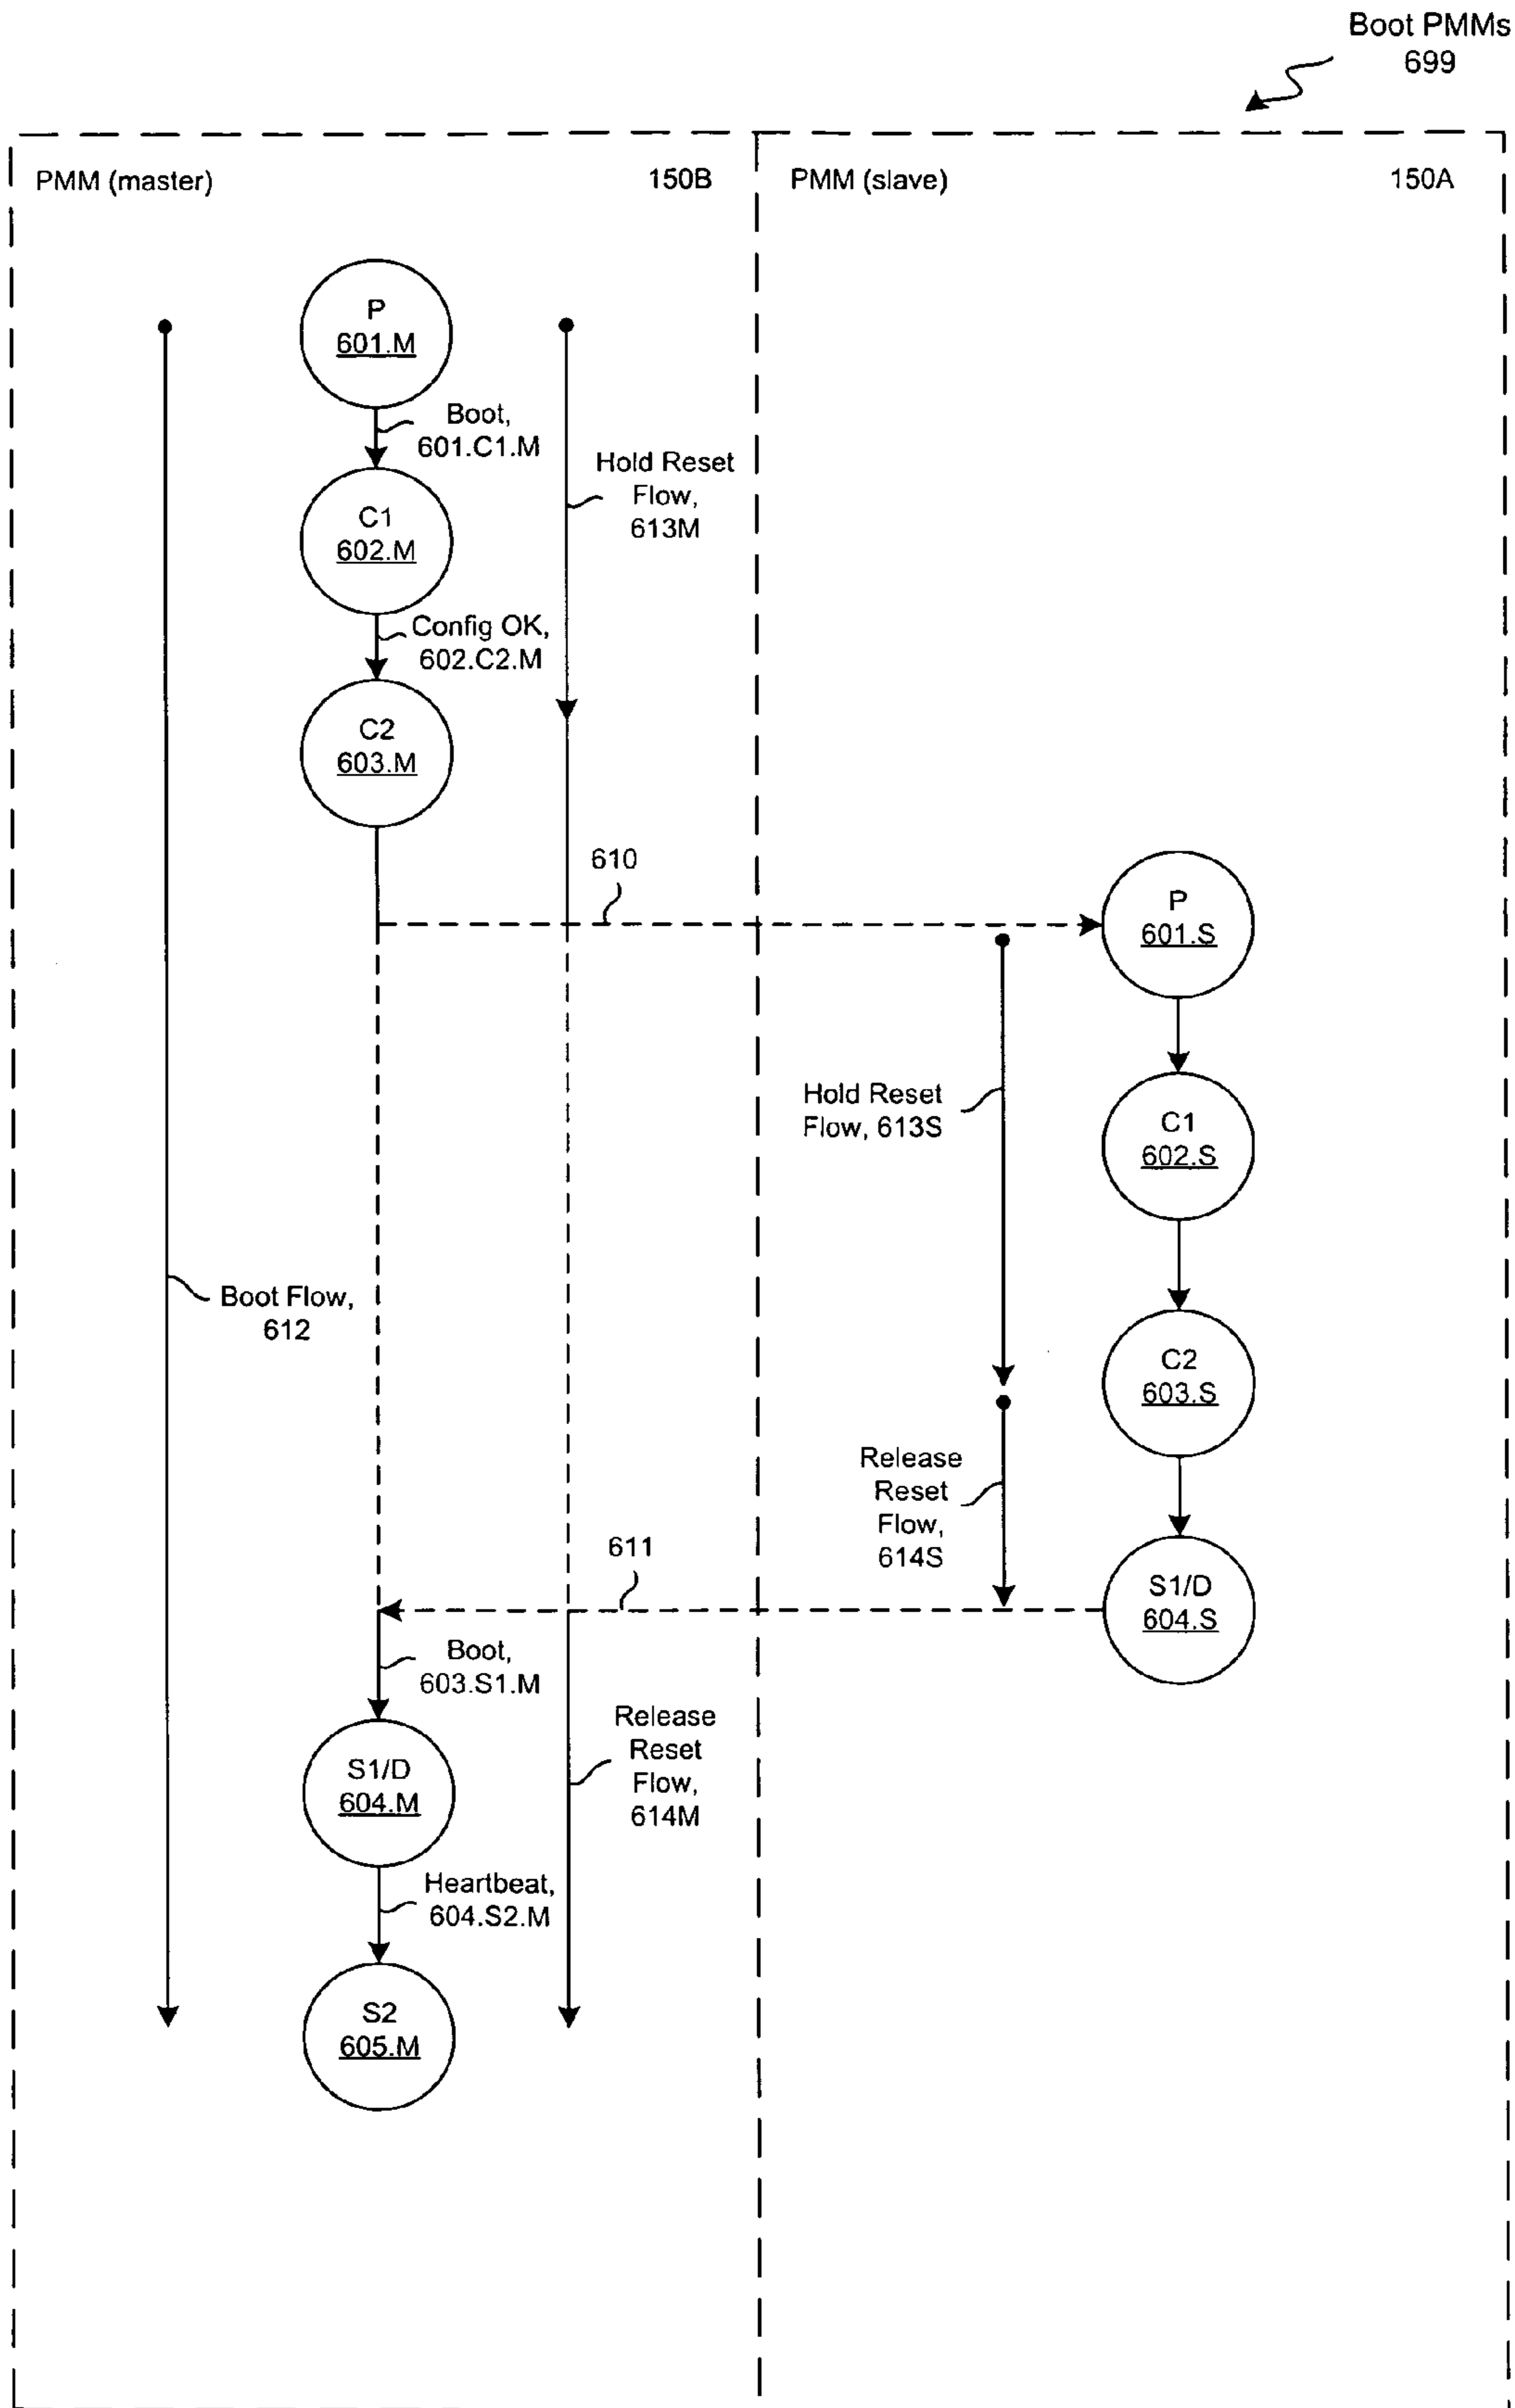 Boot PMMs
699
PMM (master)
150B
PMM (slave)
150A
P
601.M
Boot,
601.C1.M
Hold Reset
Flow,
613M
C1
602.M
Config OK,
602.C2.M
C2
603.M
610
P
601.S
Hold Reset
Flow, 613S
C1
602.S
Boot Flow,
612
C2
603.S
Release
Reset
Flow,
614S
611
S1/D
604.S
Boot,
603.S1.M
Release
Reset
Flow,
614M
S1/D
604.M
Heartbeat,
604.S2.M
S2
605.M